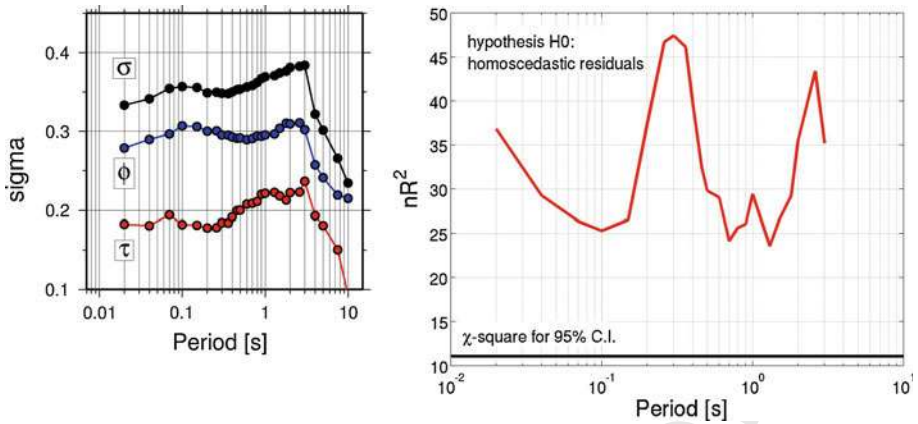 0.4
0.3
0.2
0.1
sigma
σ
ϕ
τ
0.01 0.1 1 10
Period [s]
50
45
40
35
30
25
20
15
10
nR²
hypothesis H0:
homoscedastic residuals
χ-square for 95% C.I.
10⁻² 10⁻¹ 10⁰ 10¹
Period [s]